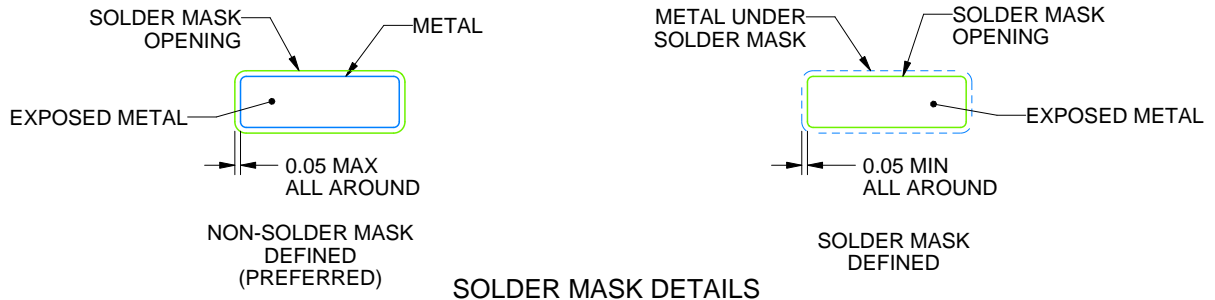 SOLDER MASK
OPENING
METAL
EXPOSED METAL
0.05 MAX
ALL AROUND
NON-SOLDER MASK
DEFINED
(PREFERRED)
METAL UNDER
SOLDER MASK
SOLDER MASK
OPENING
EXPOSED METAL
0.05 MIN
ALL AROUND
SOLDER MASK
DEFINED
SOLDER MASK DETAILS